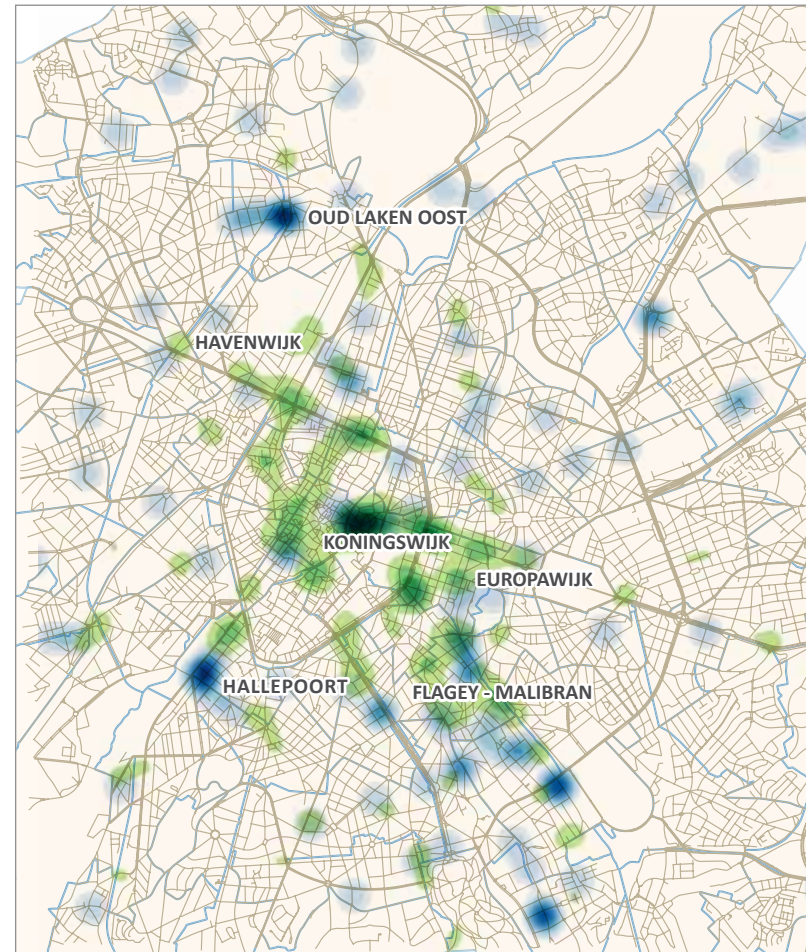 OUD LAKEN OOST
HAVENWIJK
KONINGSWIJK
EUROPAWIJK
HALLEPOORT
FLAGEY - MALIBRAN